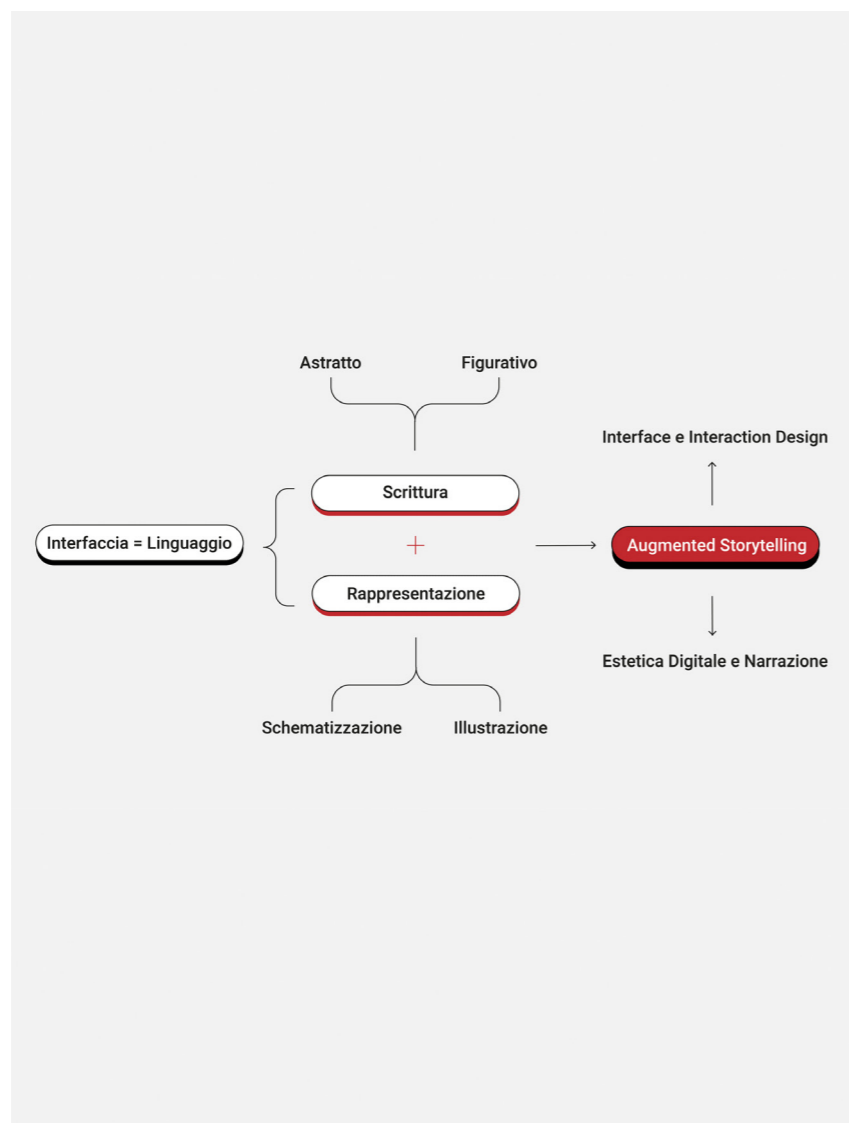 Astratto
Figurativo
Interface e Interaction Design
Scrittura
Interfaccia = Linguaggio
+
Augmented Storytelling
Rappresentazione
Estetica Digitale e Narrazione
Schematizzazione
Illustrazione